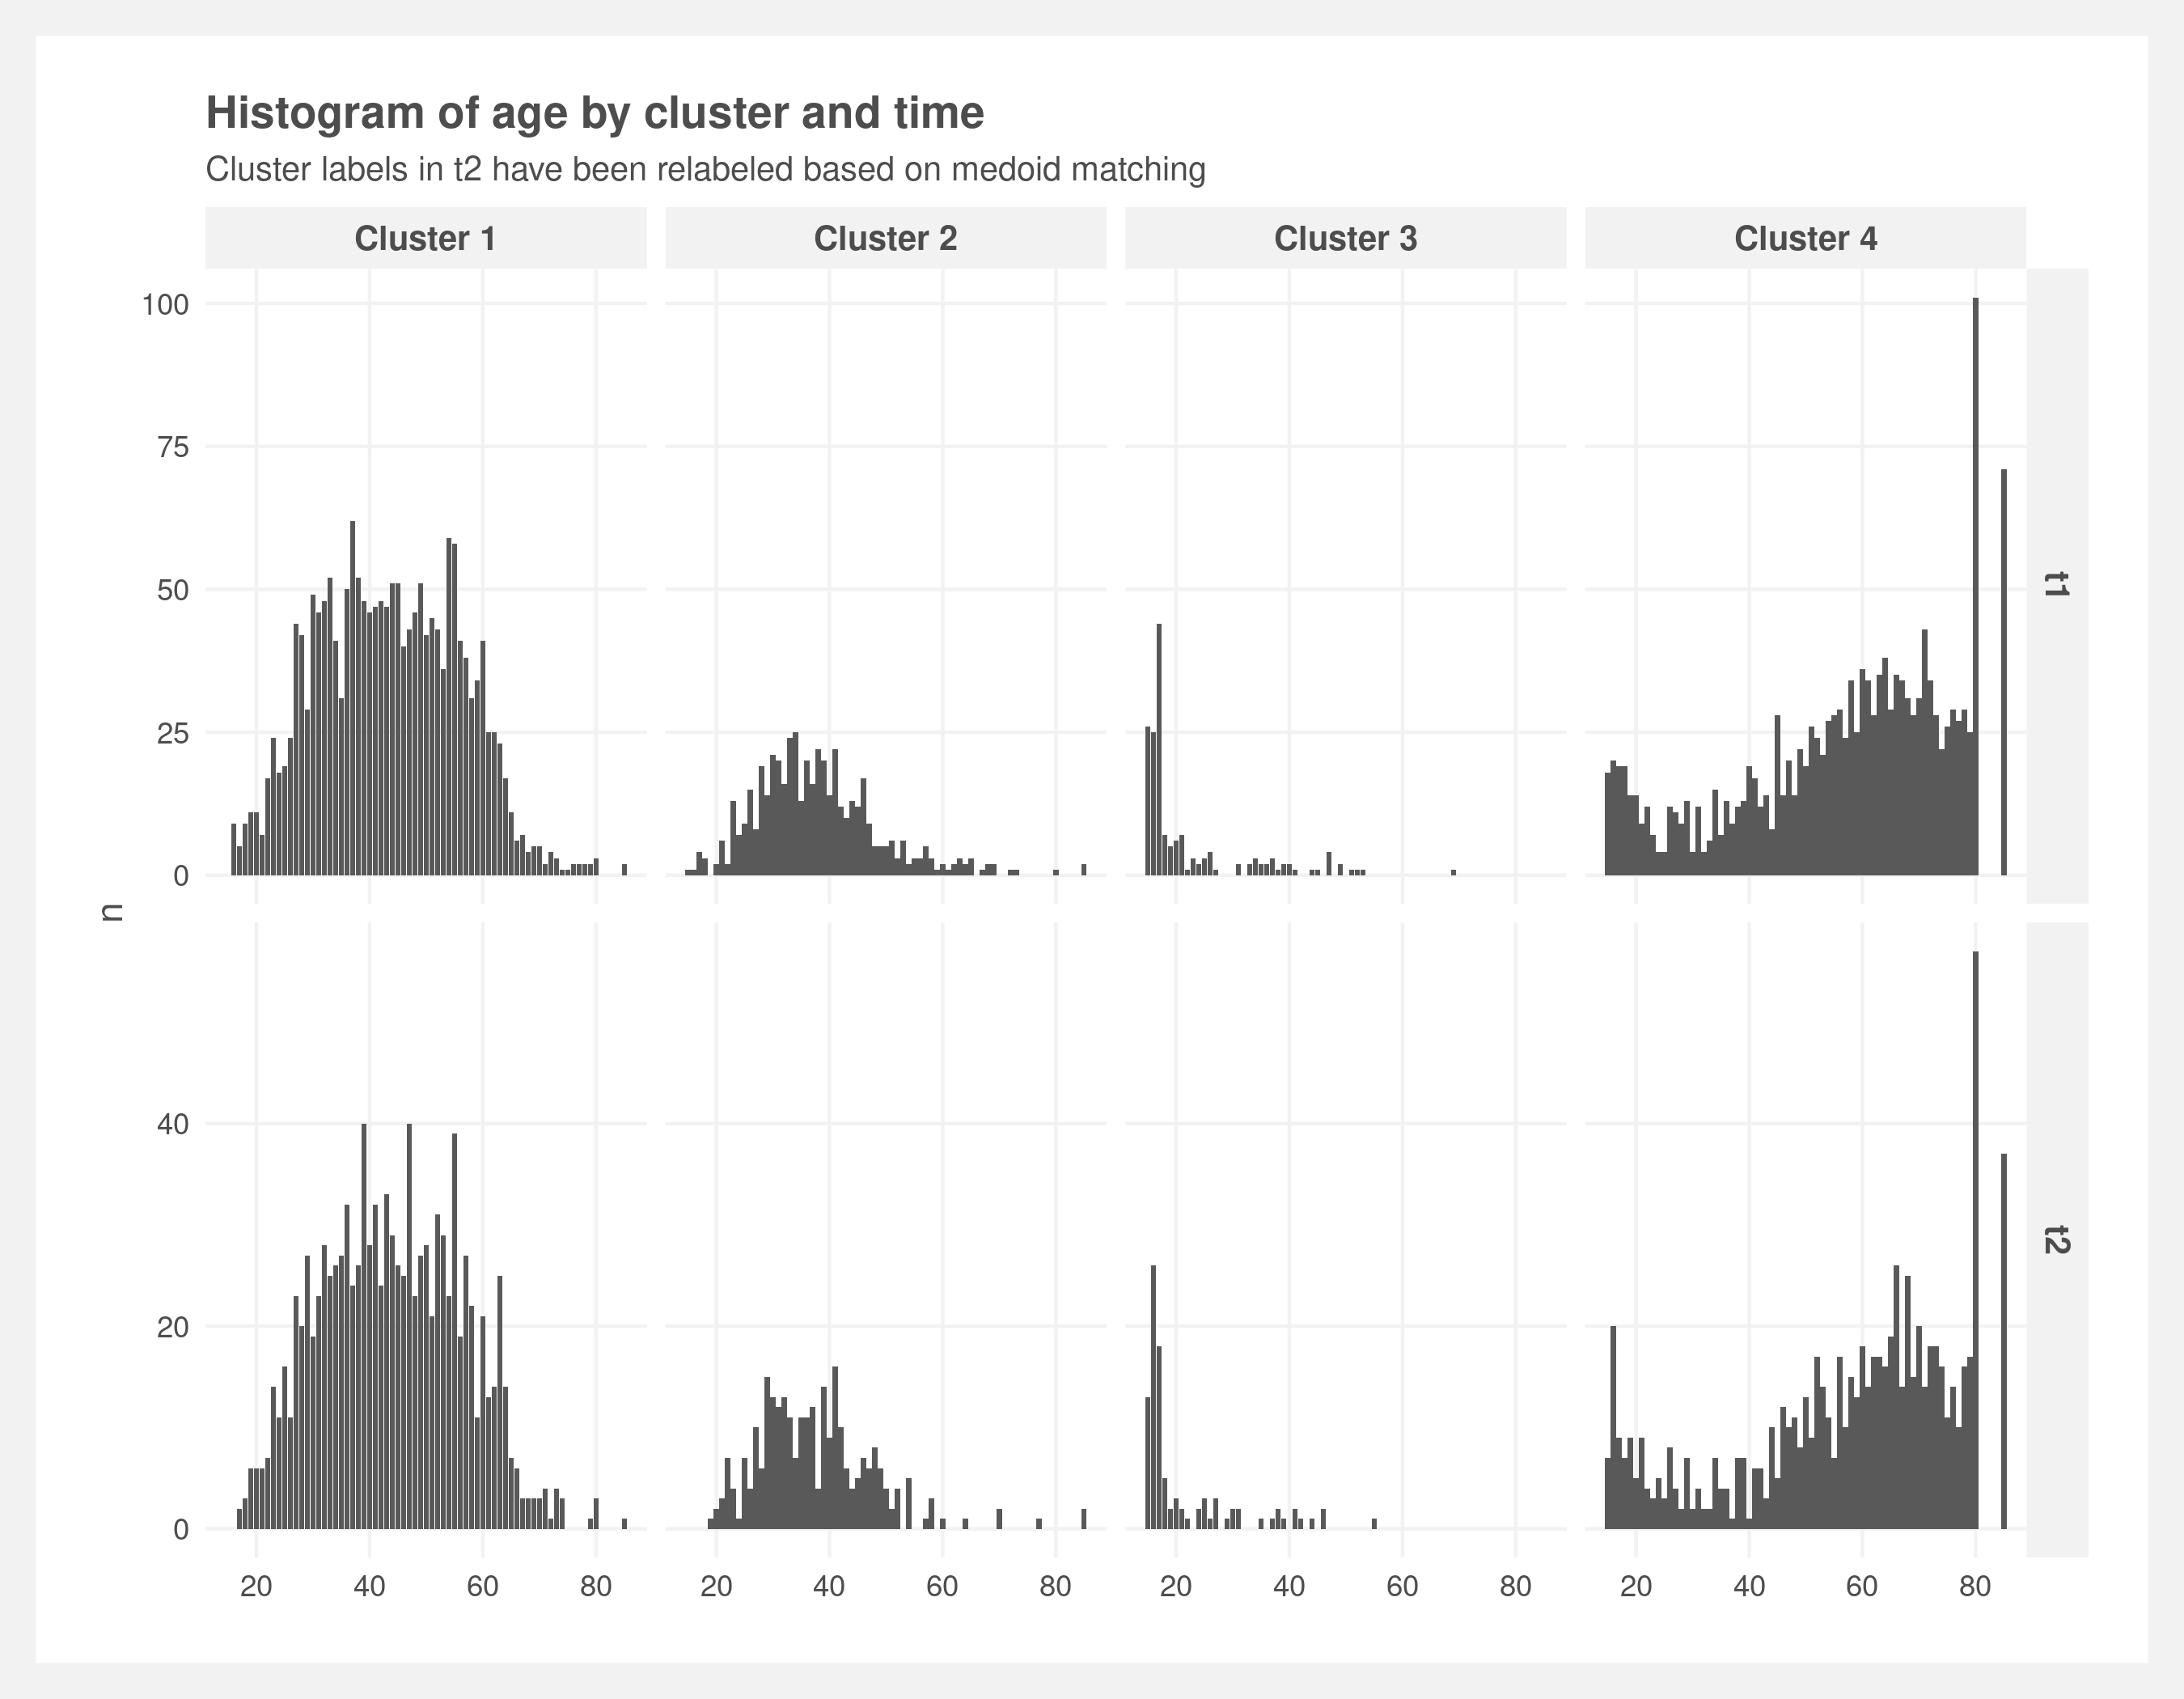 Histogram of age by cluster and time
Cluster labels in t2 have been relabeled based on medoid matching
Cluster 1 Cluster 2 Cluster 3 Cluster 4
100
75
50
25
0
t1
n
40
20
0
t2
20 40 60 80 20 40 60 80 20 40 60 80 20 40 60 80